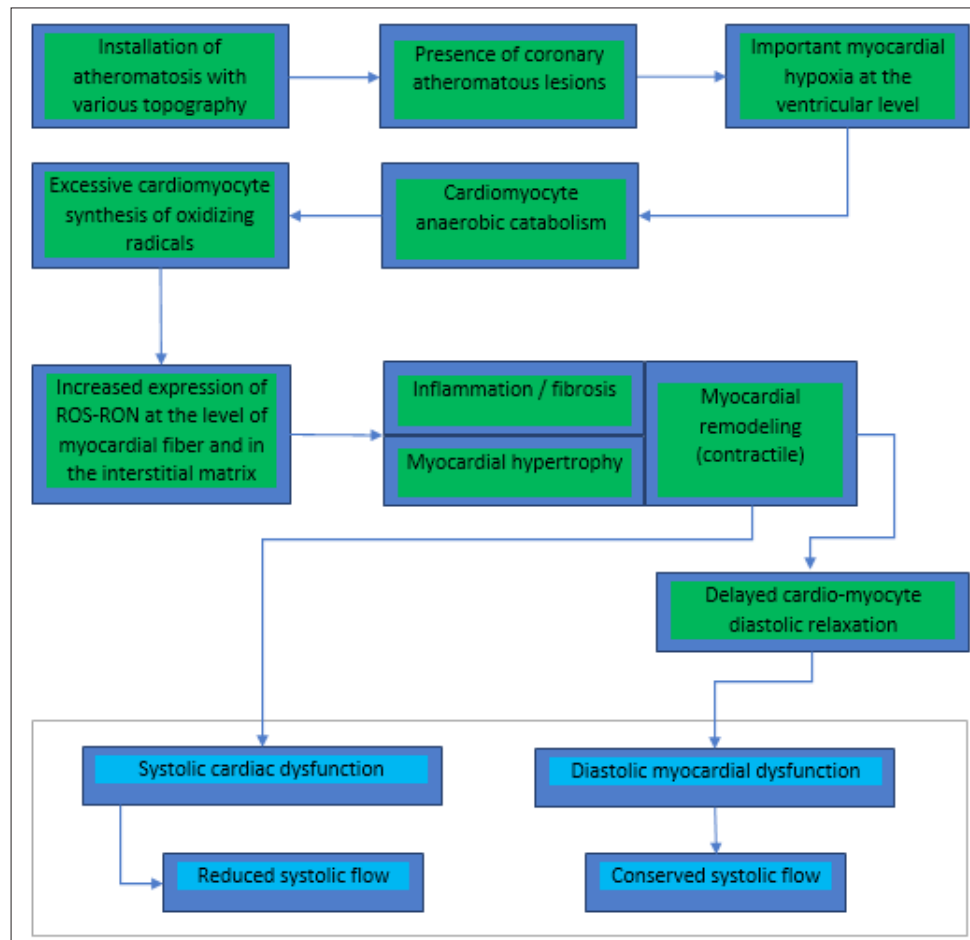 Installation of
atheromatosis with
various topography
Presence of coronary
atheromatous lesions
Important myocardial
hypoxia at the
ventricular level
Excessive cardiomyocyte
synthesis of oxidizing
radicals
Cardiomyocyte
anaerobic catabolism
Increased expression of
ROS-RON at the level of
myocardial fiber and in
the interstitial matrix
Inflammation / fibrosis
Myocardial hypertrophy
Myocardial
remodeling
(contractile)
Delayed cardio-myocyte
diastolic relaxation
Systolic cardiac dysfunction
Diastolic myocardial dysfunction
Reduced systolic flow
Conserved systolic flow